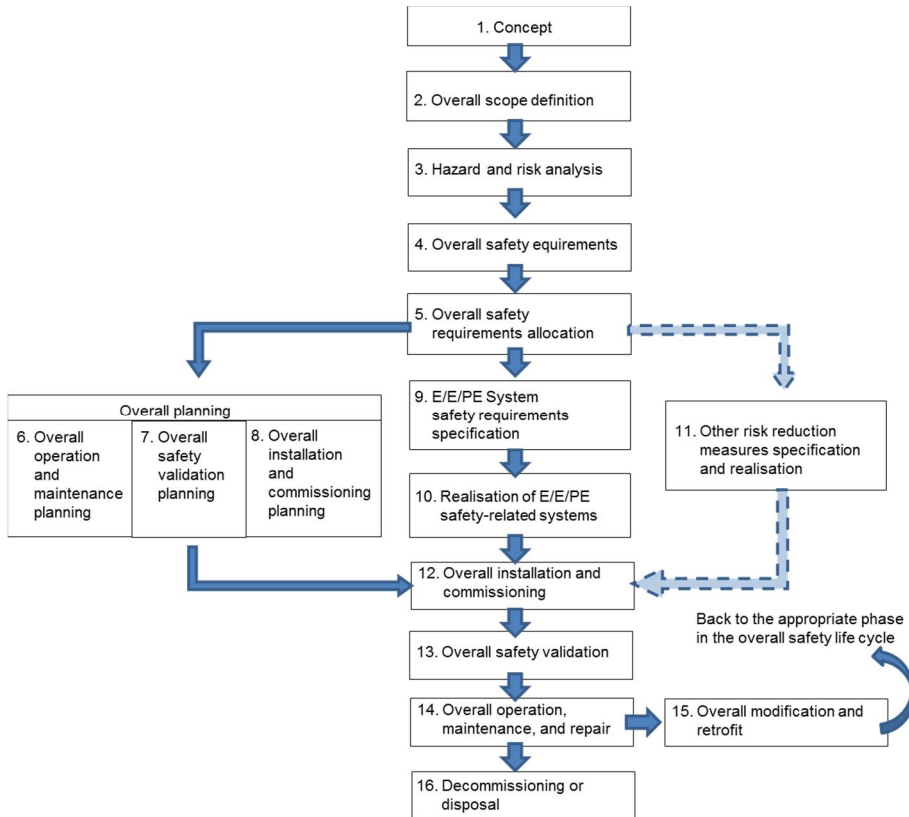 1. Concept
2. Overall scope definition
3. Hazard and risk analysis
4. Overall safety equirements
5. Overall safety
requirements allocation
Overall planning
6. Overall
operation
and
maintenance
planning
7. Overall
safety
validation
planning
8. Overall
installation
and
commissioning
planning
9. E/E/PE System
safety requirements
specification
10. Realisation of E/E/PE
safety-related systems
11. Other risk reduction
measures specification
and realisation
12. Overall installation and
commissioning
13. Overall safety validation
14. Overall operation,
maintenance, and repair
15. Overall modification and
retrofit
Back to the appropriate phase
in the overall safety life cycle
16. Decommissioning or
disposal